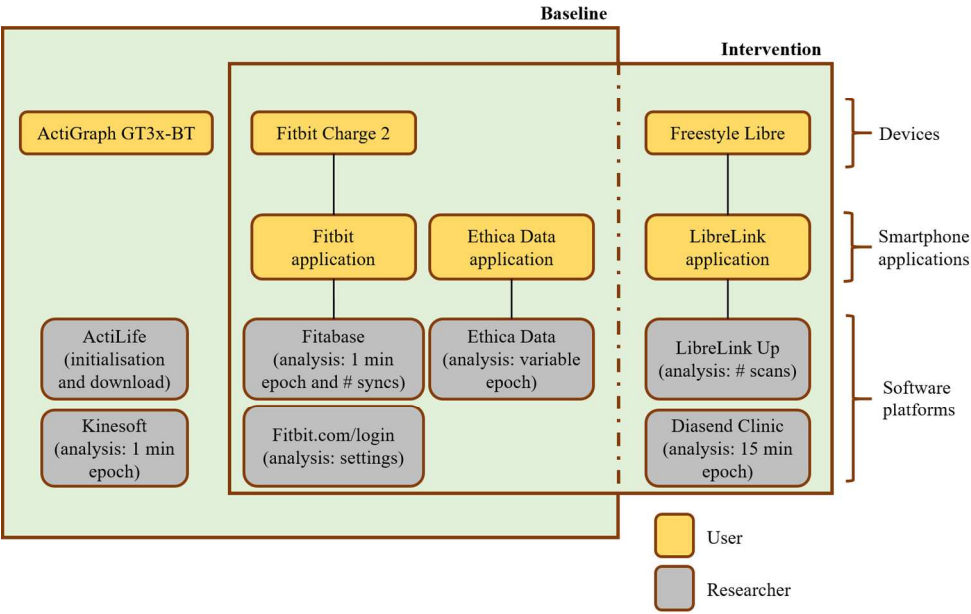 Baseline
Intervention
ActiGraph GT3x-BT
Fitbit Charge 2
Freestyle Libre
Devices
Fitbit
application
Ethica Data
application
LibreLink
application
Smartphone
applications
ActiLife
(initialisation
and download)
Fitabase
(analysis: 1 min
epoch and # syncs)
Ethica Data
(analysis: variable
epoch)
LibreLink Up
(analysis: # scans)
Software
platforms
Kinesoft
(analysis: 1 min
epoch)
Fitbit.com/login
(analysis: settings)
Diasend Clinic
(analysis: 15 min
epoch)
User
Researcher